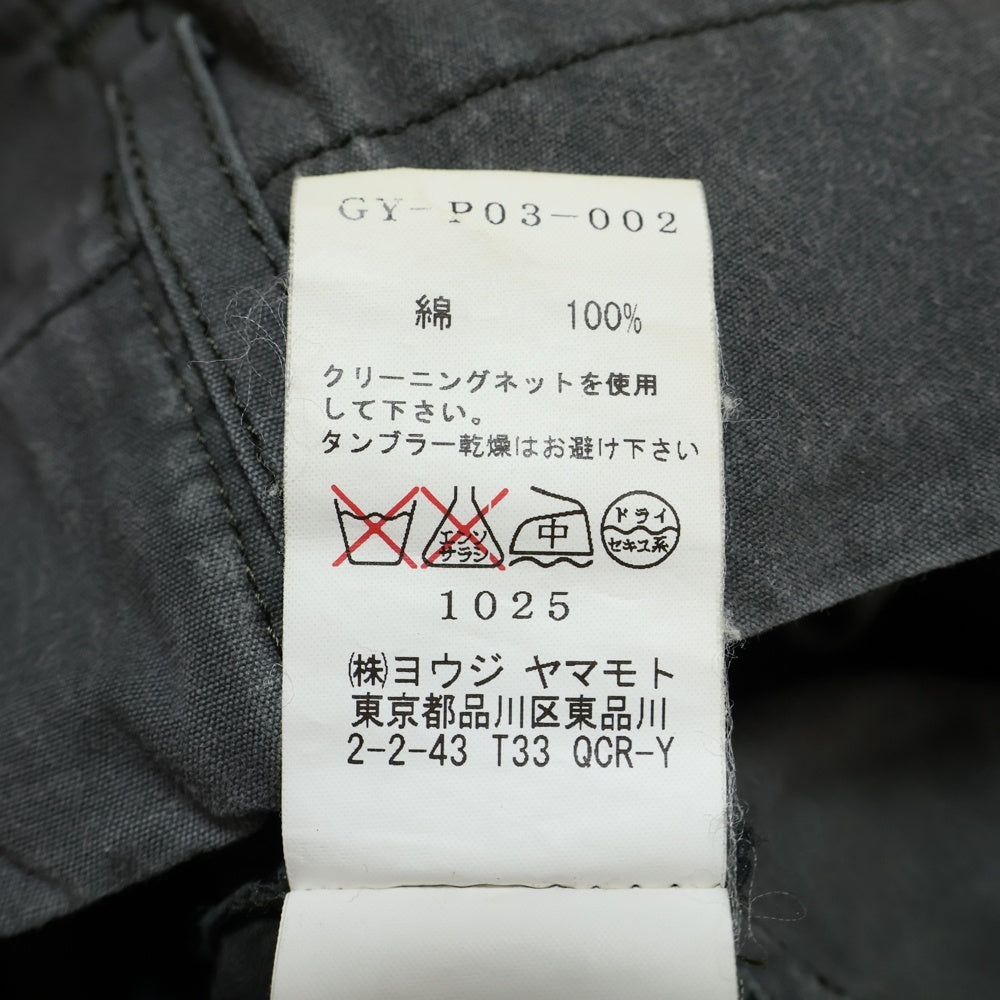 GY-P03-002
綿 100%
クリーニングネットを使用
して下さい。
タンブラー乾燥はお避け下さい
エンソ
サラシ
中
ドライ
セキユ系
1025
㈱ヨウジ ヤマモト
東京都品川区東品川
2-2-43 T33 QCR-Y